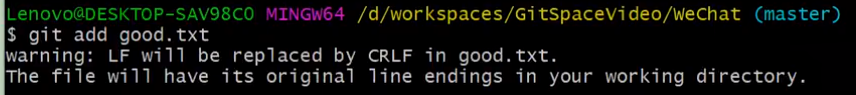 Lenovo@DESKTOP-SAV98C0 MINGW64 /d/workspaces/GitSpaceVideo/WeChat (master)
$ git add good.txt
warning: LF will be replaced by CRLF in good.txt.
The file will have its original line endings in your working directory.